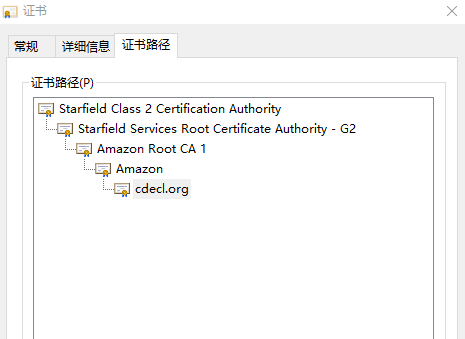 证书
常规 详细信息 证书路径
证书路径(P)
Starfield Class 2 Certification Authority
Starfield Services Root Certificate Authority - G2
Amazon Root CA 1
Amazon
cdecl.org